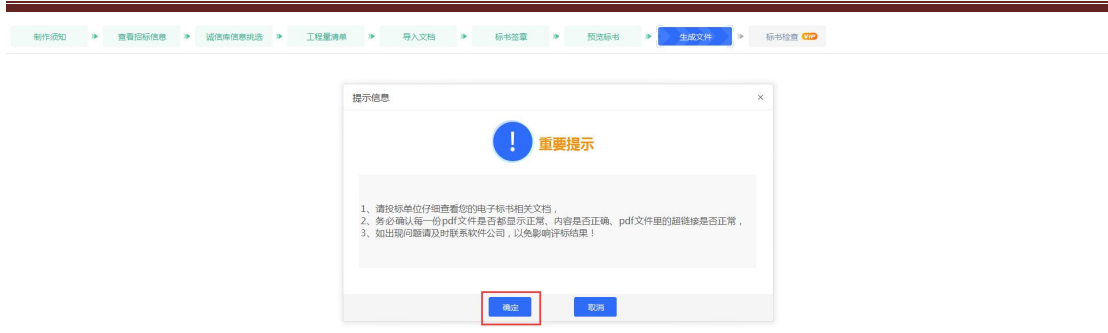 制作须知 查看招标信息 诚信库信息挑选 工程量清单 导入文档 标书签章 预览标书 生成文件 标书检查 VIP
提示信息 ×
! 重要提示
1、请投标单位仔细查看您的电子标书相关文档，
2、务必确认每一份pdf文件是否都显示正常、内容是否正确、pdf文件里的超链接是否正常，
3、如出现问题请及时联系软件公司，以免影响评标结果！
确定 取消